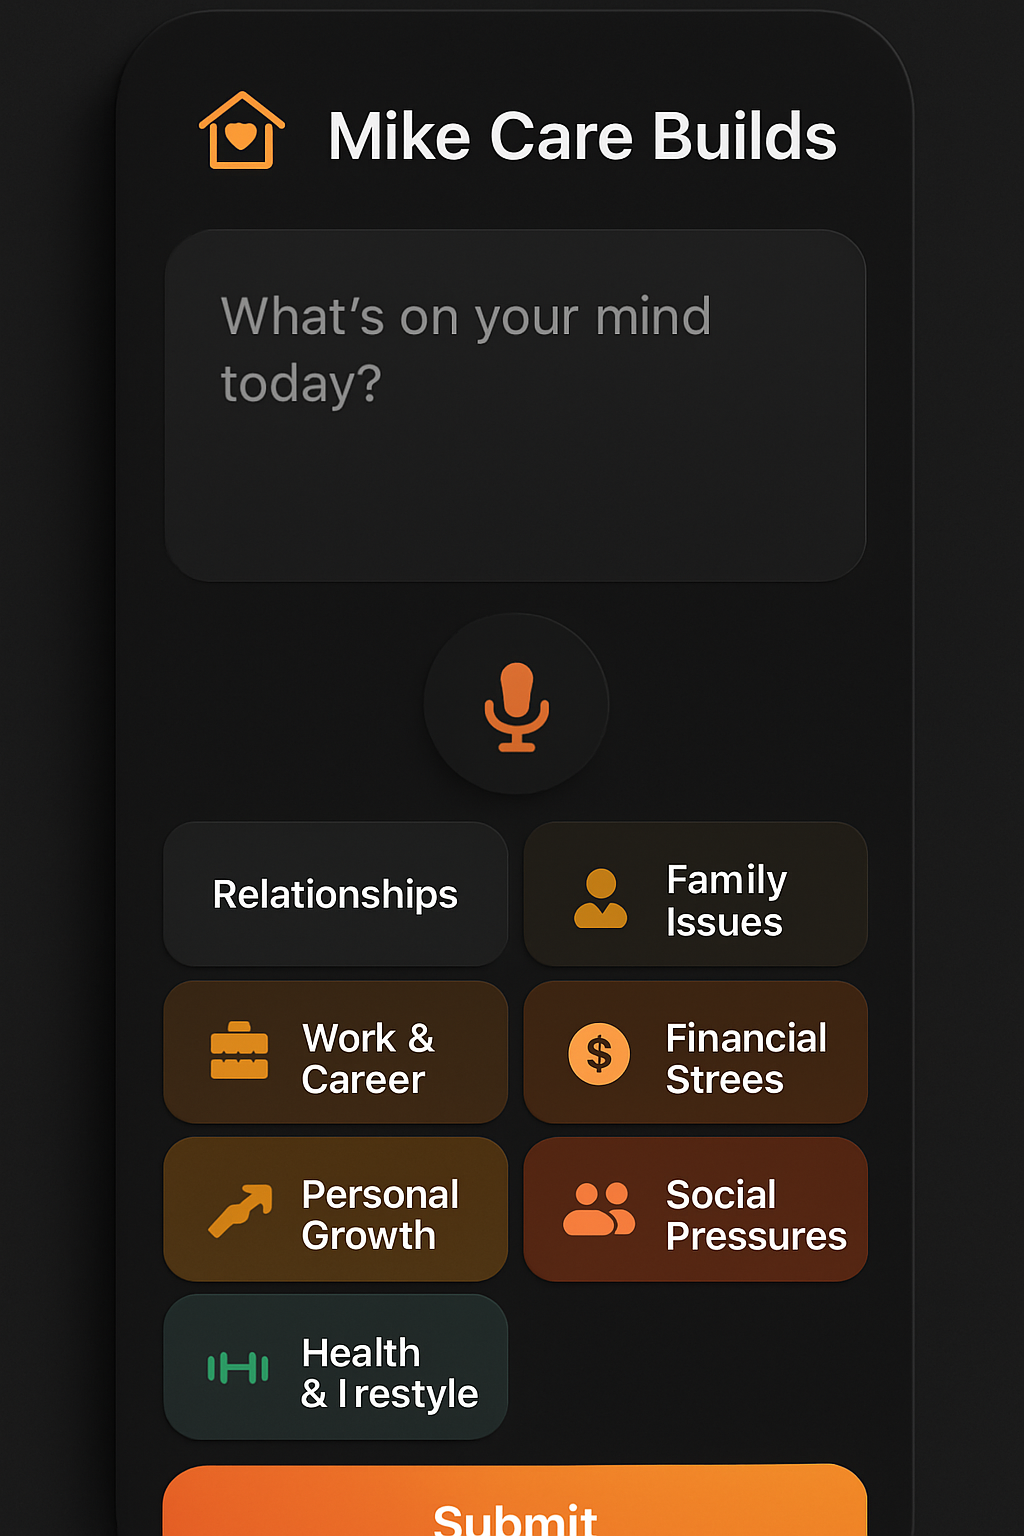 Mike Care Builds
What's on your mind
today?
Relationships
Family
Issues
Work &
Career
$
Financial
Strees
Personal
Growth
Social
Pressures
Health
& lrestyle
Submit